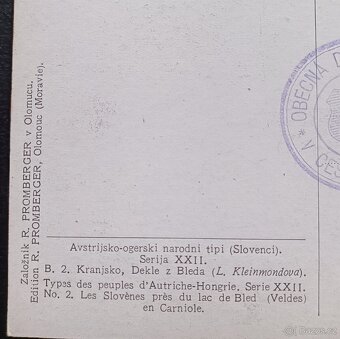 Založnik R. PROMBERGER v Olomucu.
Edition R. PROMBERGER, Olomouc (Moravie).
Avstrijsko-ogerski narodni tipi (Slovenci).
Serija XXII.
B. 2. Kranjsko, Dekle z Bleda (L. Kleinmondova).
Types des peuples d'Autriche-Hongrie. Serie XXII.
No. 2. Les Slovènes près du lac de Bled (Veldes)
en Carniole.
* OBECNÁ
V